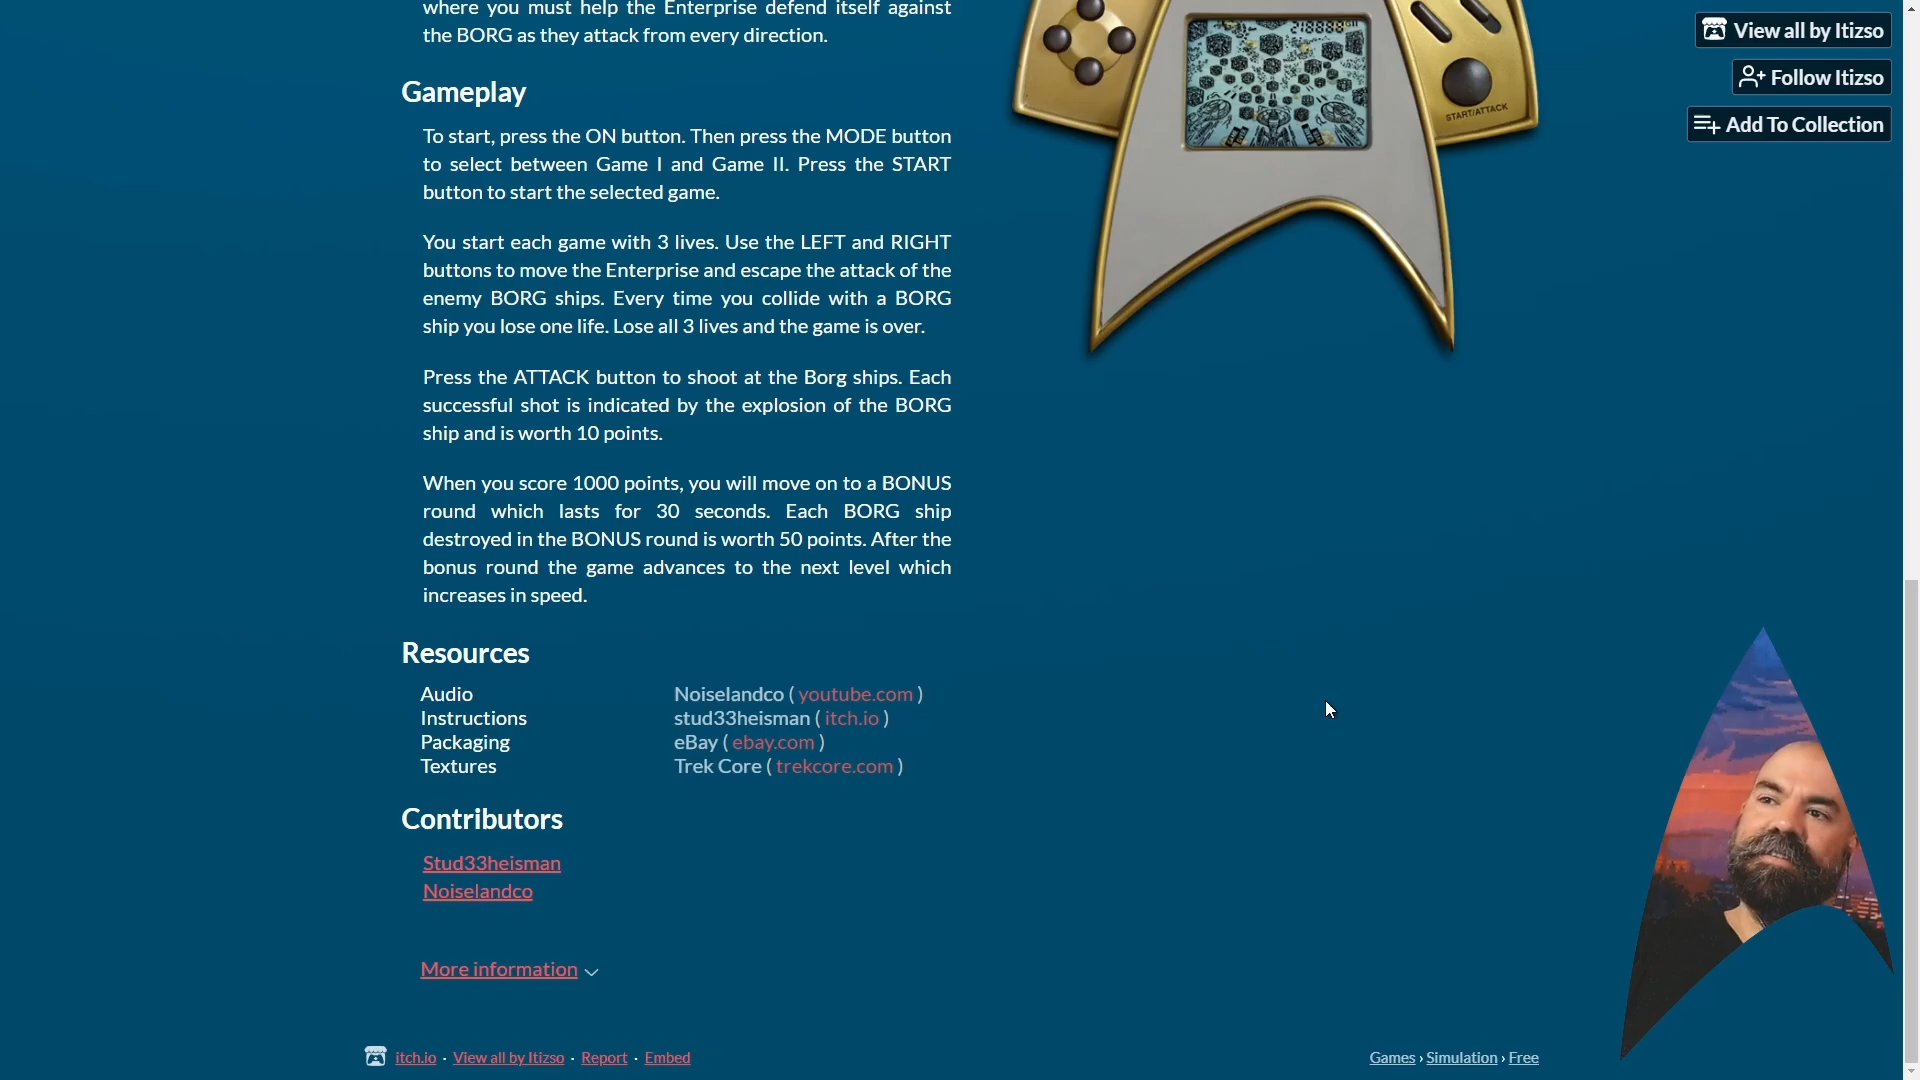 where you must help the Enterprise defend itself against
the BORG as they attack from every direction.
Gameplay
To start, press the ON button. Then press the MODE button
to select between Game I and Game II. Press the START
button to start the selected game.
You start each game with 3 lives. Use the LEFT and RIGHT
buttons to move the Enterprise and escape the attack of the
enemy BORG ships. Every time you collide with a BORG
ship you lose one life. Lose all 3 lives and the game is over.
Press the ATTACK button to shoot at the Borg ships. Each
successful shot is indicated by the explosion of the BORG
ship and is worth 10 points.
When you score 1000 points, you will move on to a BONUS
round which lasts for 30 seconds. Each BORG ship
destroyed in the BONUS round is worth 50 points. After the
bonus round the game advances to the next level which
increases in speed.
Resources
Audio Noiselandco ( youtube.com )
Instructions stud33heisman ( itch.io )
Packaging eBay ( ebay.com )
Textures Trek Core ( trekcore.com )
Contributors
Stud33heisman
Noiselandco
More information
START/ATTACK
View all by Itizso
Follow Itizso
Add To Collection
itch.io · View all by Itizso · Report · Embed
Games › Simulation › Free